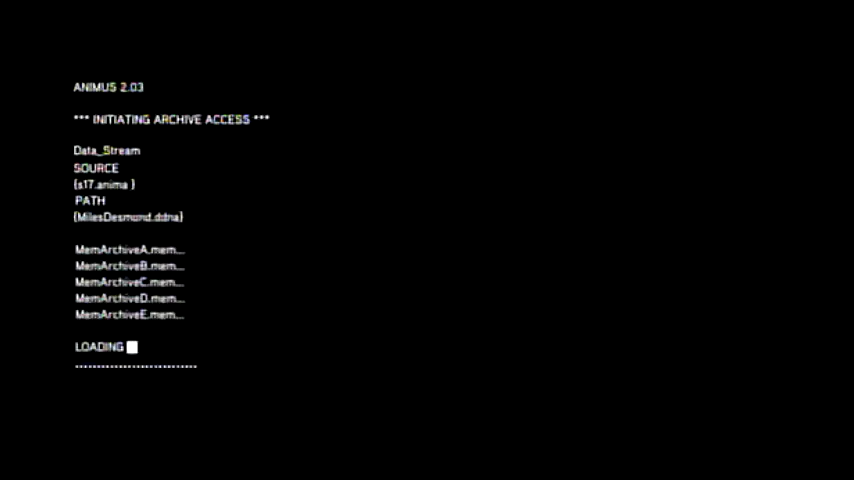 ANIMUS 2.03
*** INITIATING ARCHIVE ACCESS ***
Data_Stream
SOURCE
{s17.anima }
PATH
{MilesDesmond.ddna}
MemArchiveA.mem...
MemArchiveB.mem...
MemArchiveC.mem...
MemArchiveD.mem...
MemArchiveE.mem...
LOADING